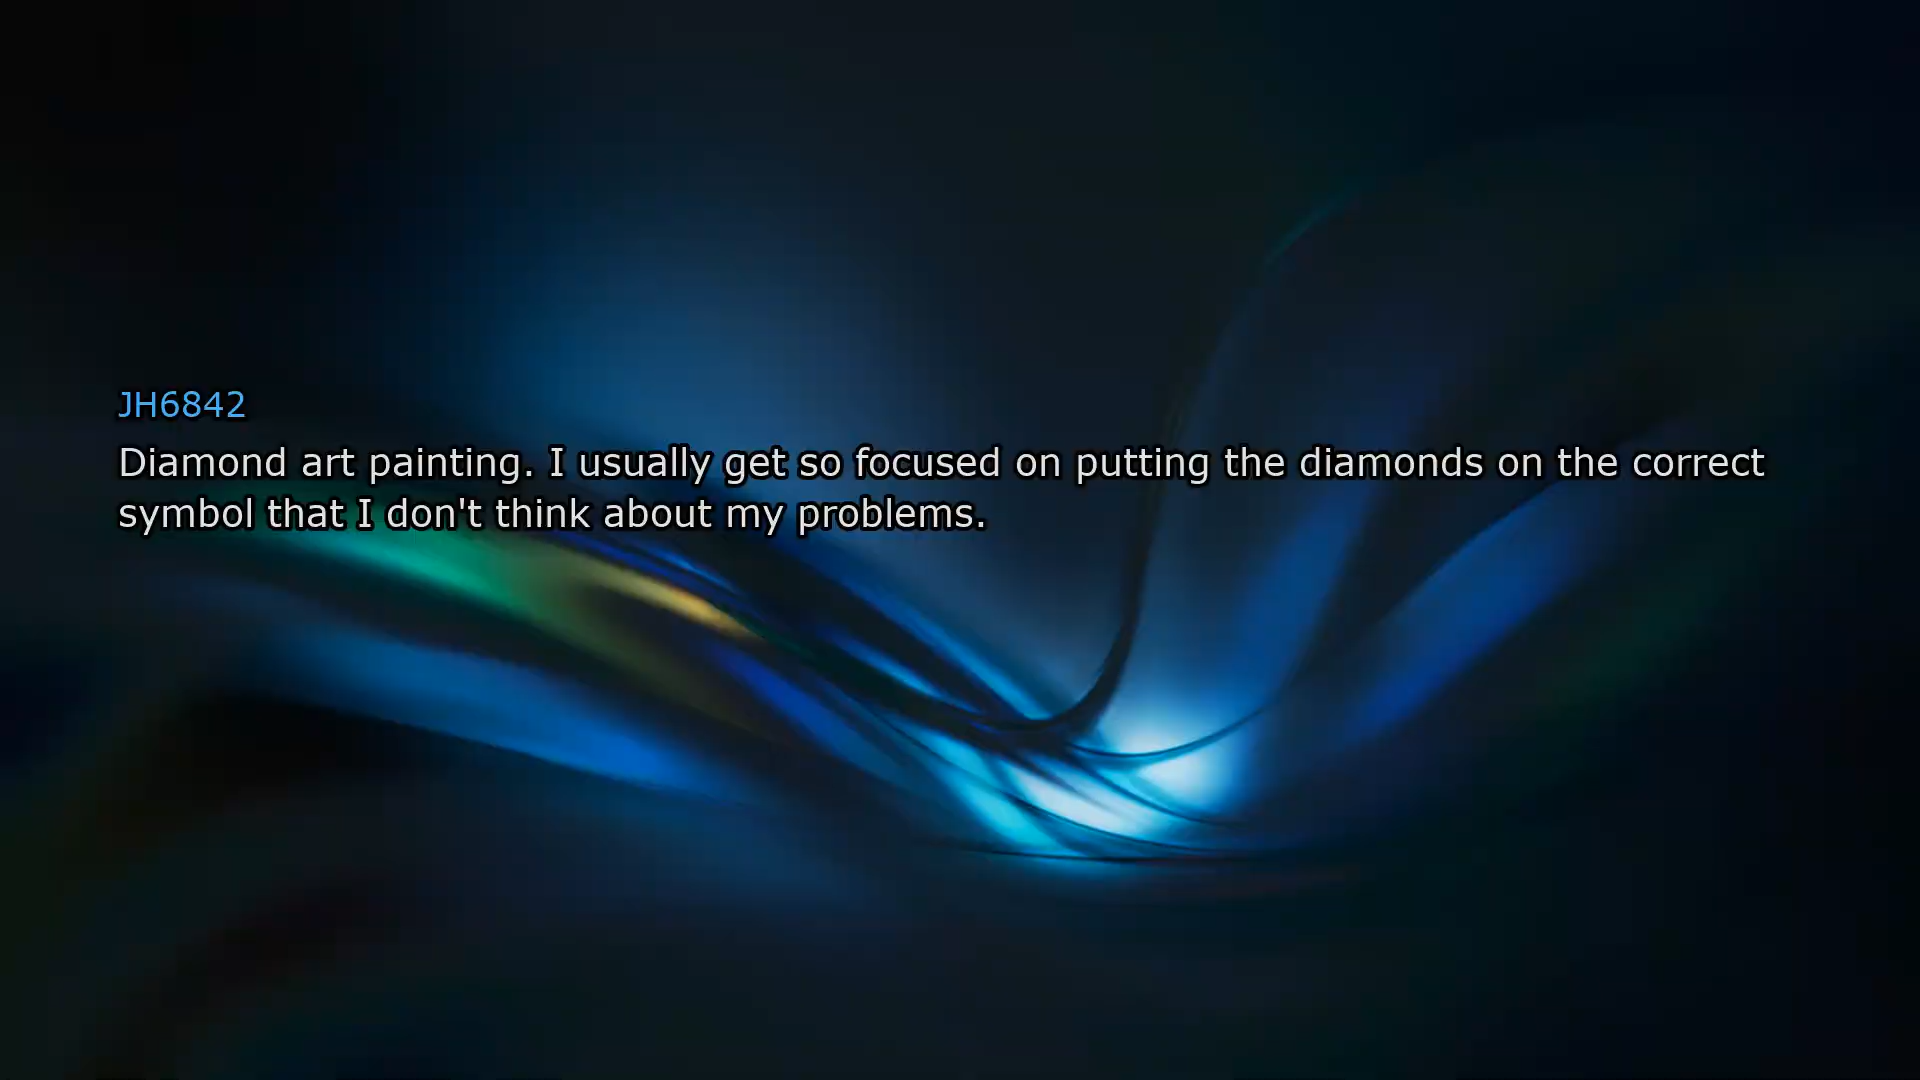 JH6842
Diamond art painting. I usually get so focused on putting the diamonds on the correct
symbol that I don't think about my problems.